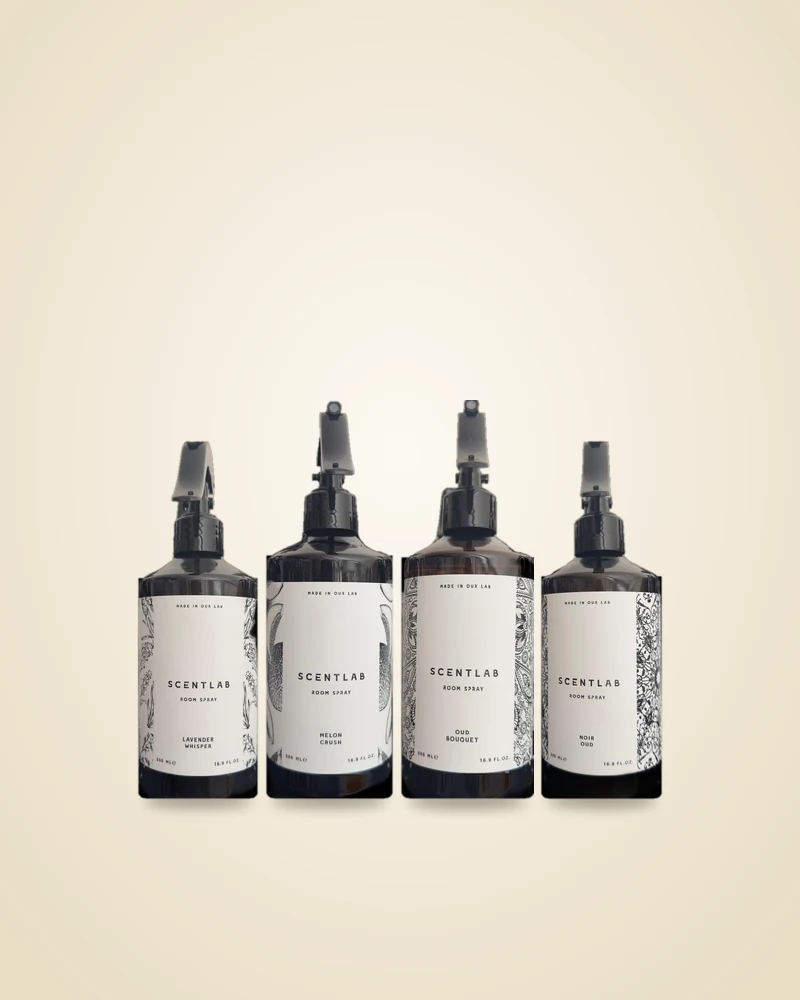 MADE IN OUR LAB
SCENTLAB
ROOM SPRAY
LAVENDER
WHISPER
500 ML℮ 16.9 FL.OZ.
MADE IN OUR LAB
SCENTLAB
ROOM SPRAY
MELON
CRUSH
500 ML℮ 16.9 FL.OZ.
MADE IN OUR LAB
SCENTLAB
ROOM SPRAY
OUD
BOUQUET
500 ML℮ 16.9 FL.OZ.
MADE IN OUR LAB
SCENTLAB
ROOM SPRAY
NOIR
OUD
500 ML℮ 16.9 FL.OZ.